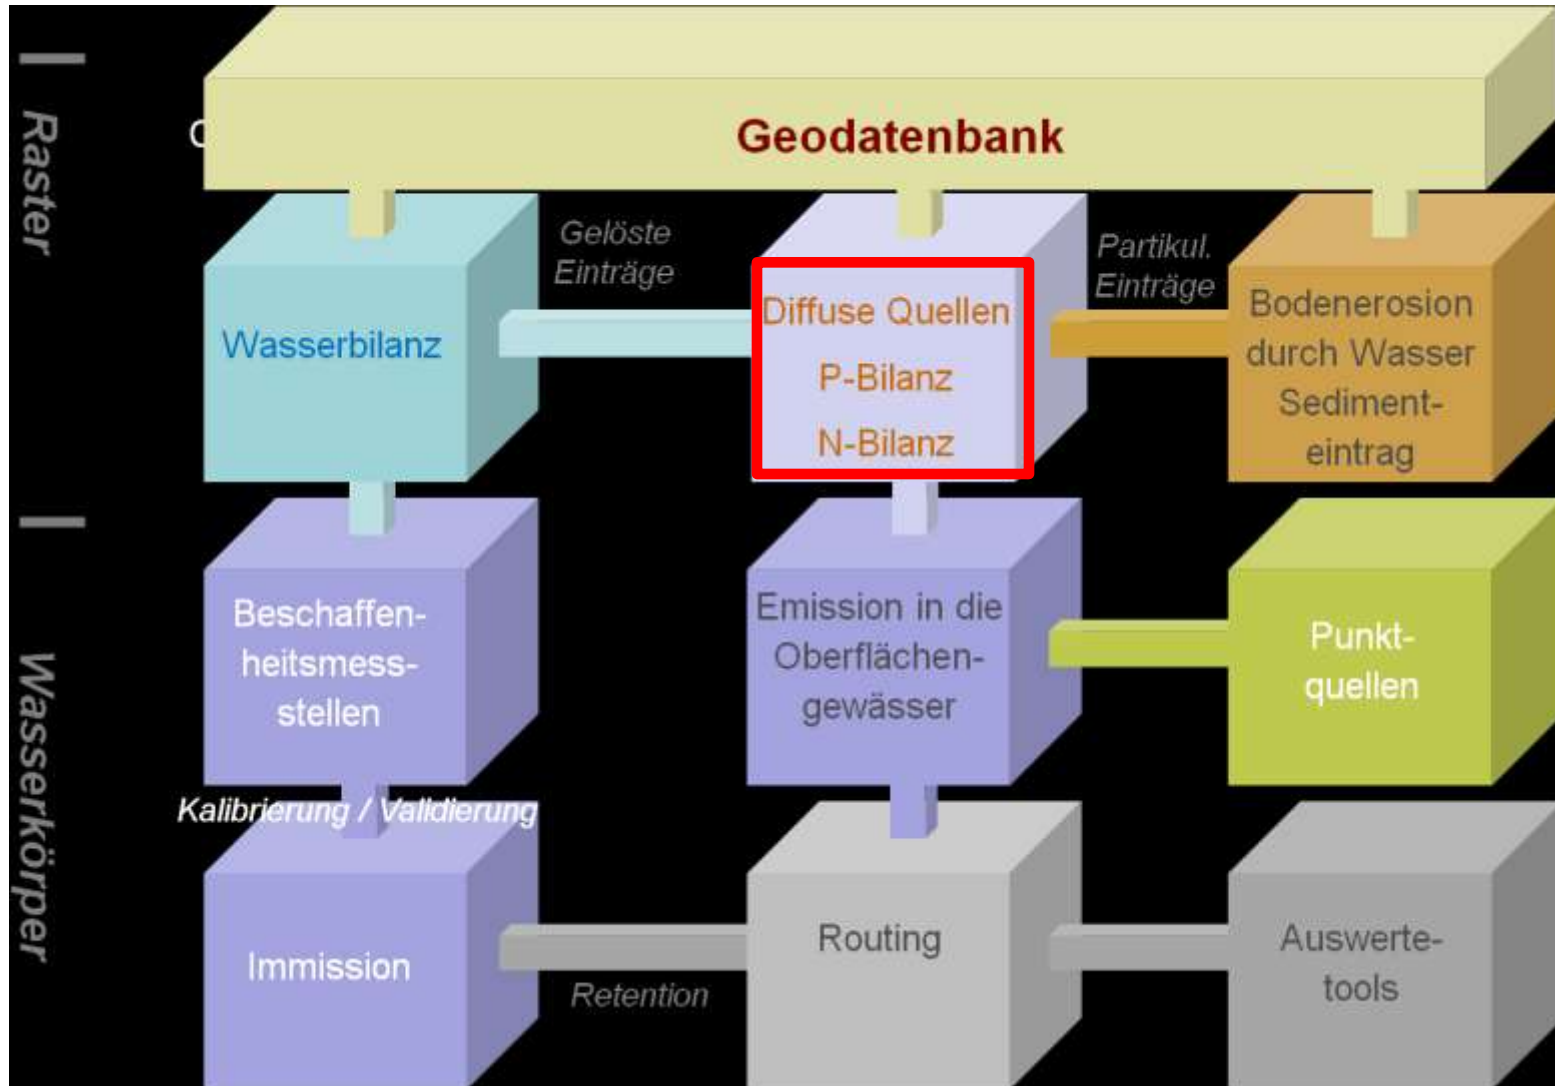 Raster
Geodatenbank
Wasserbilanz
Gelöste
Einträge
Diffuse Quellen
P-Bilanz
N-Bilanz
Partikul.
Einträge
Bodenerosion
durch Wasser
Sediment-
eintrag
Wasserkörper
Beschaffen-
heitsmess-
stellen
Emission in die
Oberflächen-
gewässer
Punkt-
quellen
Kalibrierung / Validierung
Immission
Retention
Routing
Auswerte-
tools